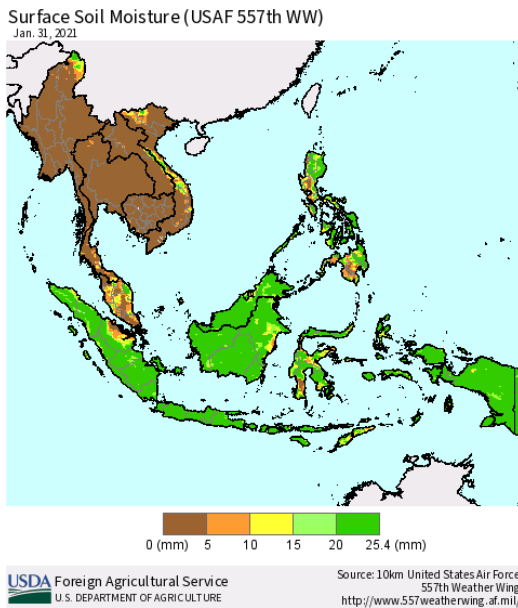 Surface Soil Moisture (USAF 557th WW)
Jan. 31, 2021
0 (mm) 5 10 15 20 25.4 (mm)
USDA Foreign Agricultural Service
U.S. DEPARTMENT OF AGRICULTURE
Source: 10km United States Air Force
557th Weather Wing
http://www.557weatherwing.af.mil/